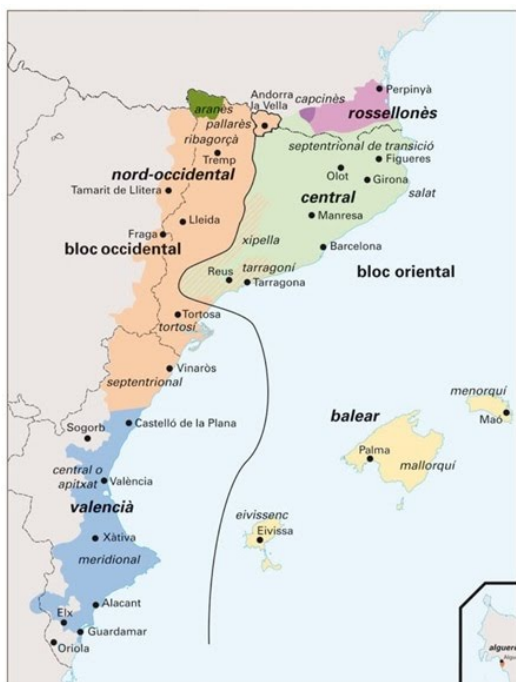 aranès
Andorra
la Vella
capcinès
Perpinyà
rossellonès
pallarès
ribagorçà
Tremp
septentrional de transició
Figueres
Olot
Girona
nord-occidental
Tamarit de Llitera
central
salat
Manresa
Lleida
Fraga
xipella
Barcelona
bloc occidental
bloc oriental
Reus
tarragoní
Tarragona
Tortosa
tortosí
Vinaròs
septentrional
menorquí
Maó
balear
Palma
mallorquí
Castelló de la Plana
Sogorb
central o
apitxat
València
valencià
eivissenc
Eivissa
Xàtiva
meridional
Alacant
Elx
Guardamar
Oriola